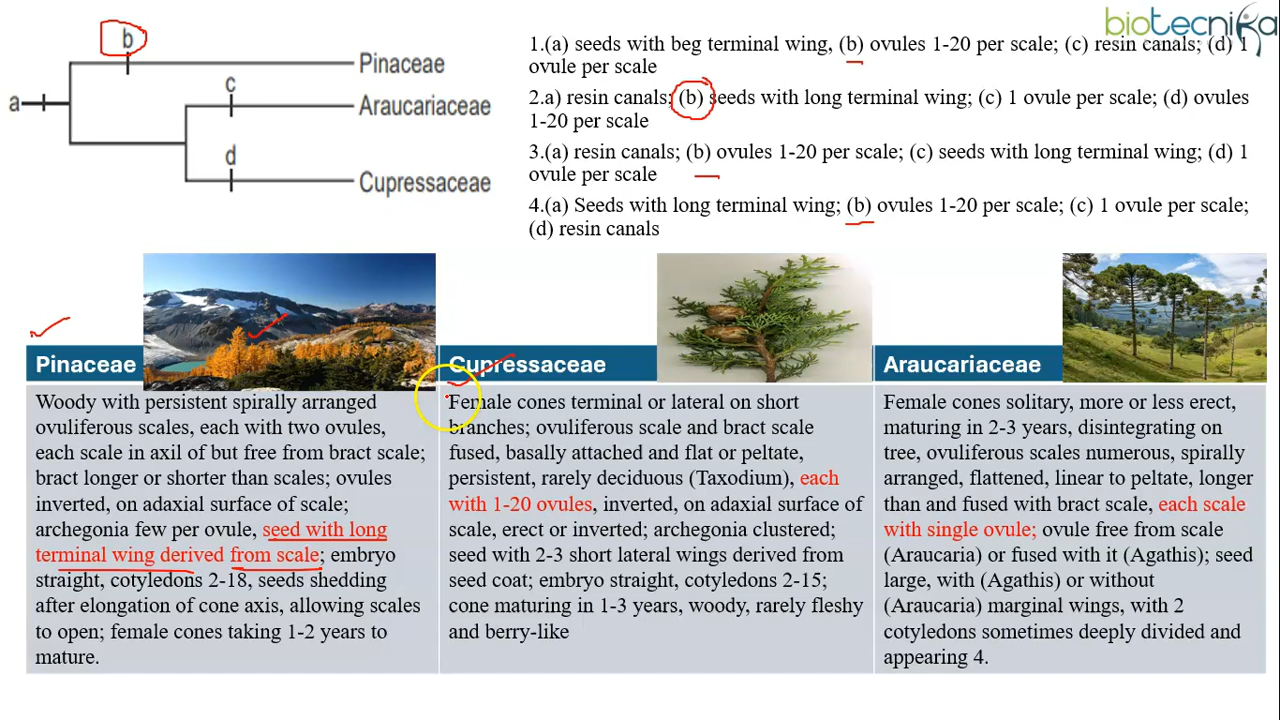 biotecnika
b
Pinaceae
c
a
Araucariaceae
d
Cupressaceae
1.(a) seeds with beg terminal wing, (b) ovules 1-20 per scale; (c) resin canals; (d) 1
ovule per scale
2.a) resin canals; (b) seeds with long terminal wing; (c) 1 ovule per scale; (d) ovules
1-20 per scale
3.(a) resin canals; (b) ovules 1-20 per scale; (c) seeds with long terminal wing; (d) 1
ovule per scale
4.(a) Seeds with long terminal wing; (b) ovules 1-20 per scale; (c) 1 ovule per scale;
(d) resin canals
Pinaceae
Woody with persistent spirally arranged
ovuliferous scales, each with two ovules,
each scale in axil of but free from bract scale;
bract longer or shorter than scales; ovules
inverted, on adaxial surface of scale;
archegonia few per ovule, seed with long
terminal wing derived from scale; embryo
straight, cotyledons 2-18, seeds shedding
after elongation of cone axis, allowing scales
to open; female cones taking 1-2 years to
mature.
Cupressaceae
Female cones terminal or lateral on short
branches; ovuliferous scale and bract scale
fused, basally attached and flat or peltate,
persistent, rarely deciduous (Taxodium), each
with 1-20 ovules, inverted, on adaxial surface of
scale, erect or inverted; archegonia clustered;
seed with 2-3 short lateral wings derived from
seed coat; embryo straight, cotyledons 2-15;
cone maturing in 1-3 years, woody, rarely fleshy
and berry-like
Araucariaceae
Female cones solitary, more or less erect,
maturing in 2-3 years, disintegrating on
tree, ovuliferous scales numerous, spirally
arranged, flattened, linear to peltate, longer
than and fused with bract scale, each scale
with single ovule; ovule free from scale
(Araucaria) or fused with it (Agathis); seed
large, with (Agathis) or without
(Araucaria) marginal wings, with 2
cotyledons sometimes deeply divided and
appearing 4.